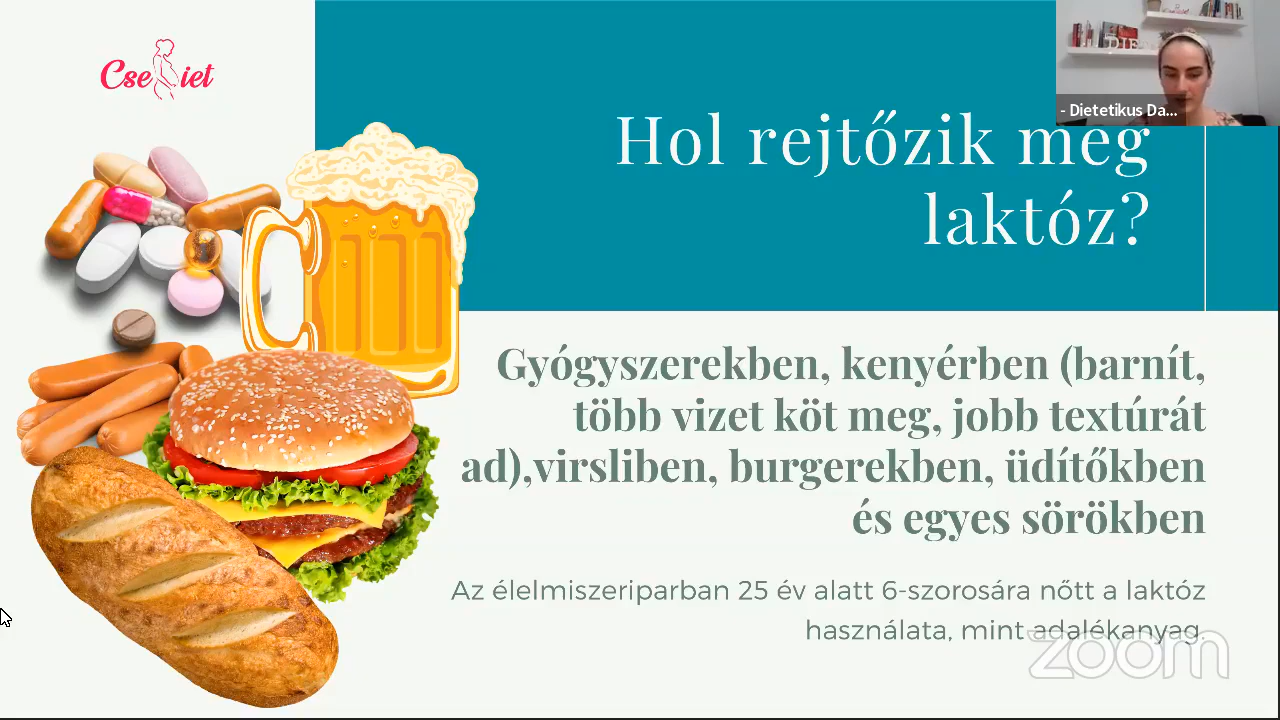 CseDiet
- Dietetikus Da...
DIE
Hol rejtőzik meg
laktóz?
Gyógyszerekben, kenyérben (barnít,
több vizet köt meg, jobb textúrát
ad),virsliben, burgerekben, üdítőkben
és egyes sörökben
Az élelmiszeriparban 25 év alatt 6-szorosára nőtt a laktóz
használata, mint adalékanyag.
zoom